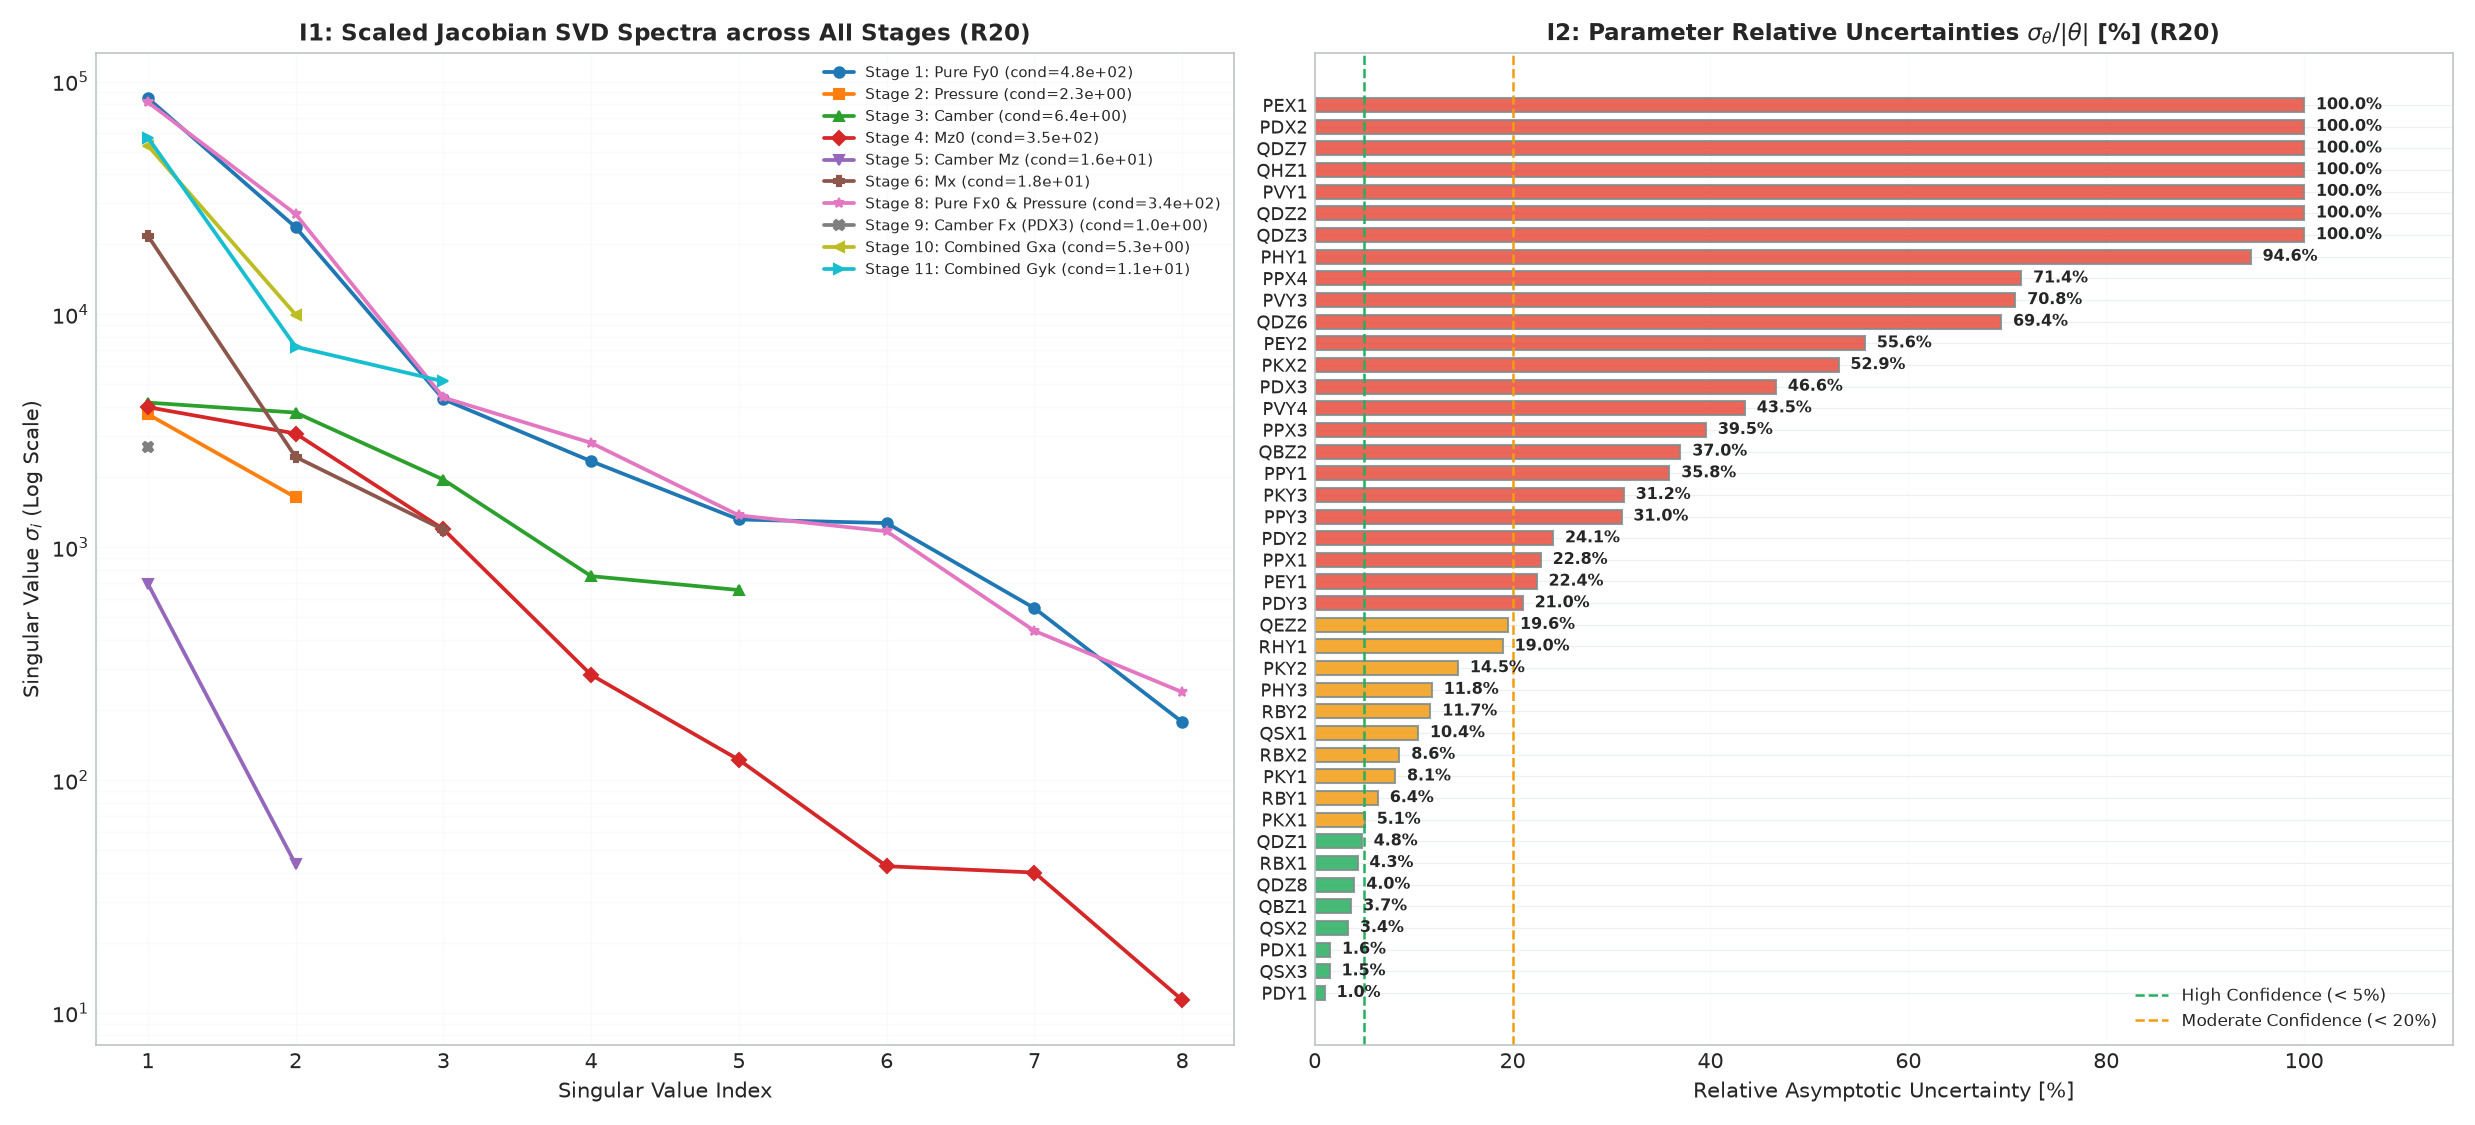 I1: Scaled Jacobian SVD Spectra across All Stages (R20)
Singular Value σᵢ (Log Scale)
10⁵
10⁴
10³
10²
10¹
Stage 1: Pure Fy0 (cond=4.8e+02)
Stage 2: Pressure (cond=2.3e+00)
Stage 3: Camber (cond=6.4e+00)
Stage 4: Mz0 (cond=3.5e+02)
Stage 5: Camber Mz (cond=1.6e+01)
Stage 6: Mx (cond=1.8e+01)
Stage 8: Pure Fx0 & Pressure (cond=3.4e+02)
Stage 9: Camber Fx (PDX3) (cond=1.0e+00)
Stage 10: Combined Gxa (cond=5.3e+00)
Stage 11: Combined Gyk (cond=1.1e+01)
1 2 3 4 5 6 7 8
Singular Value Index
I2: Parameter Relative Uncertainties σ_θ/|θ| [%] (R20)
PEX1 100.0%
PDX2 100.0%
QDZ7 100.0%
QHZ1 100.0%
PVY1 100.0%
QDZ2 100.0%
QDZ3 100.0%
PHY1 94.6%
PPX4 71.4%
PVY3 70.8%
QDZ6 69.4%
PEY2 55.6%
PKX2 52.9%
PDX3 46.6%
PVY4 43.5%
PPX3 39.5%
QBZ2 37.0%
PPY1 35.8%
PKY3 31.2%
PPY3 31.0%
PDY2 24.1%
PPX1 22.8%
PEY1 22.4%
PDY3 21.0%
QEZ2 19.6%
RHY1 19.0%
PKY2 14.5%
PHY3 11.8%
RBY2 11.7%
QSX1 10.4%
RBX2 8.6%
PKY1 8.1%
RBY1 6.4%
PKX1 5.1%
QDZ1 4.8%
RBX1 4.3%
QDZ8 4.0%
QBZ1 3.7%
QSX2 3.4%
PDX1 1.6%
QSX3 1.5%
PDY1 1.0%
High Confidence (< 5%)
Moderate Confidence (< 20%)
0 20 40 60 80 100
Relative Asymptotic Uncertainty [%]